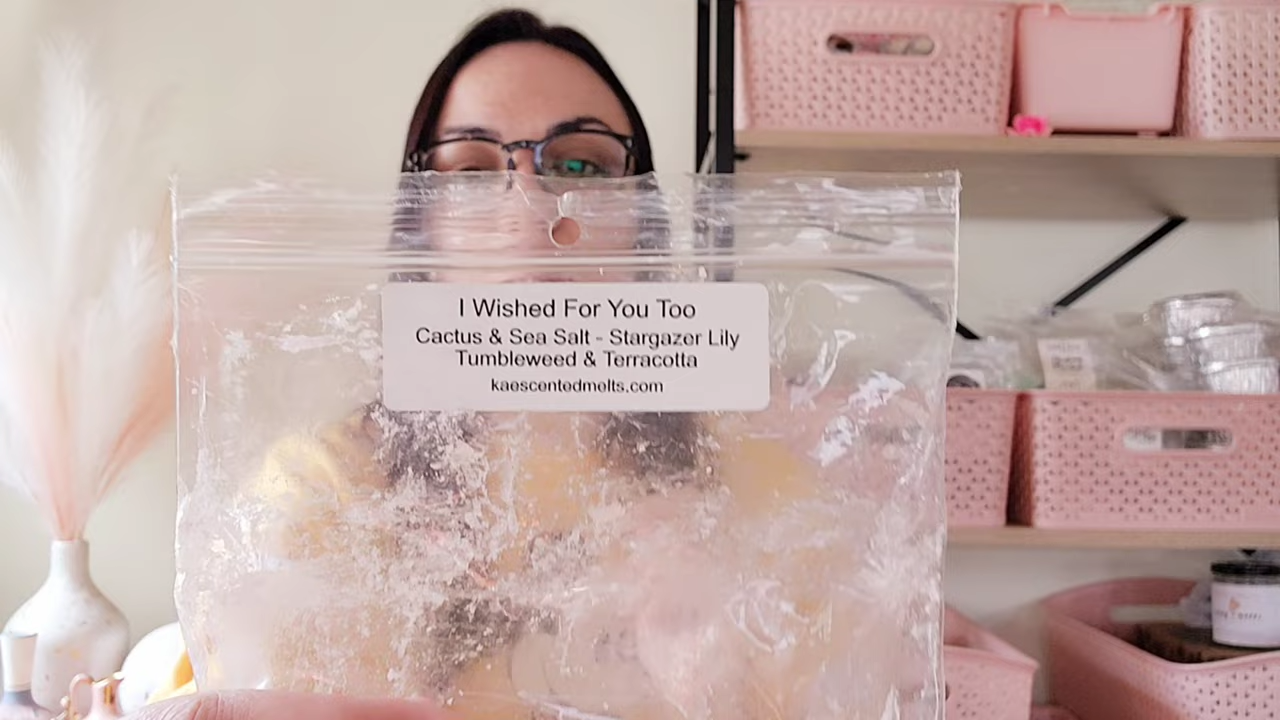 I Wished For You Too
Cactus & Sea Salt - Stargazer Lily
Tumbleweed & Terracotta
kaescentedmelts.com